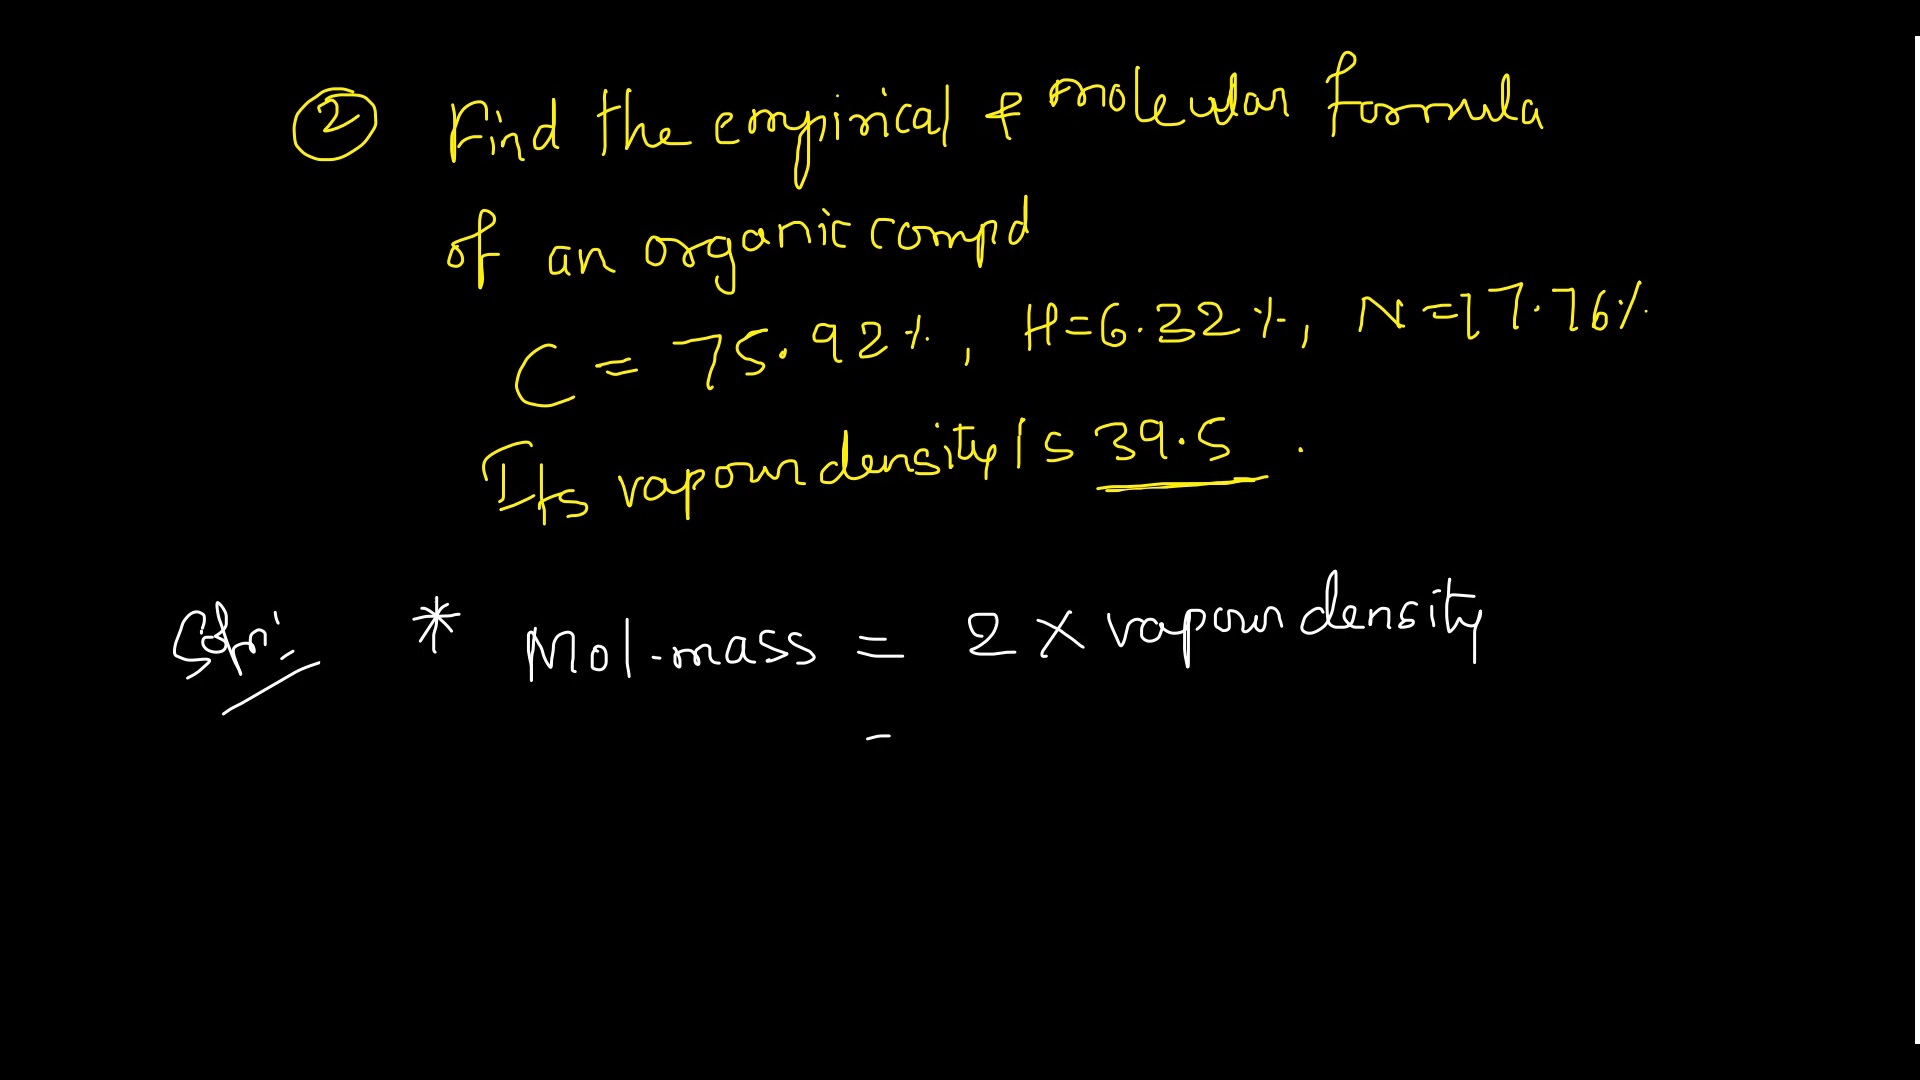 ② Find the empirical & molecular formula
of an organic compd
C = 75.92%, H=6.32%, N=17.76%
Its vapour density is 39.5.
Soln:- * Mol-mass = 2 × vapour density
-